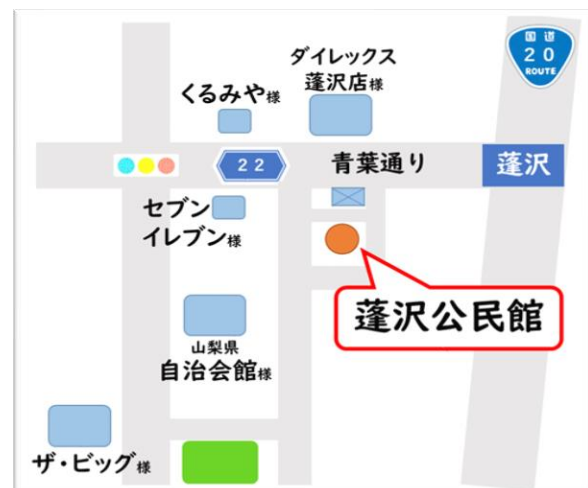 国道
20
ROUTE
ダイレックス
蓬沢店様
くるみや様
22
青葉通り
蓬沢
セブン
イレブン様
蓬沢公民館
山梨県
自治会館様
ザ・ビッグ様